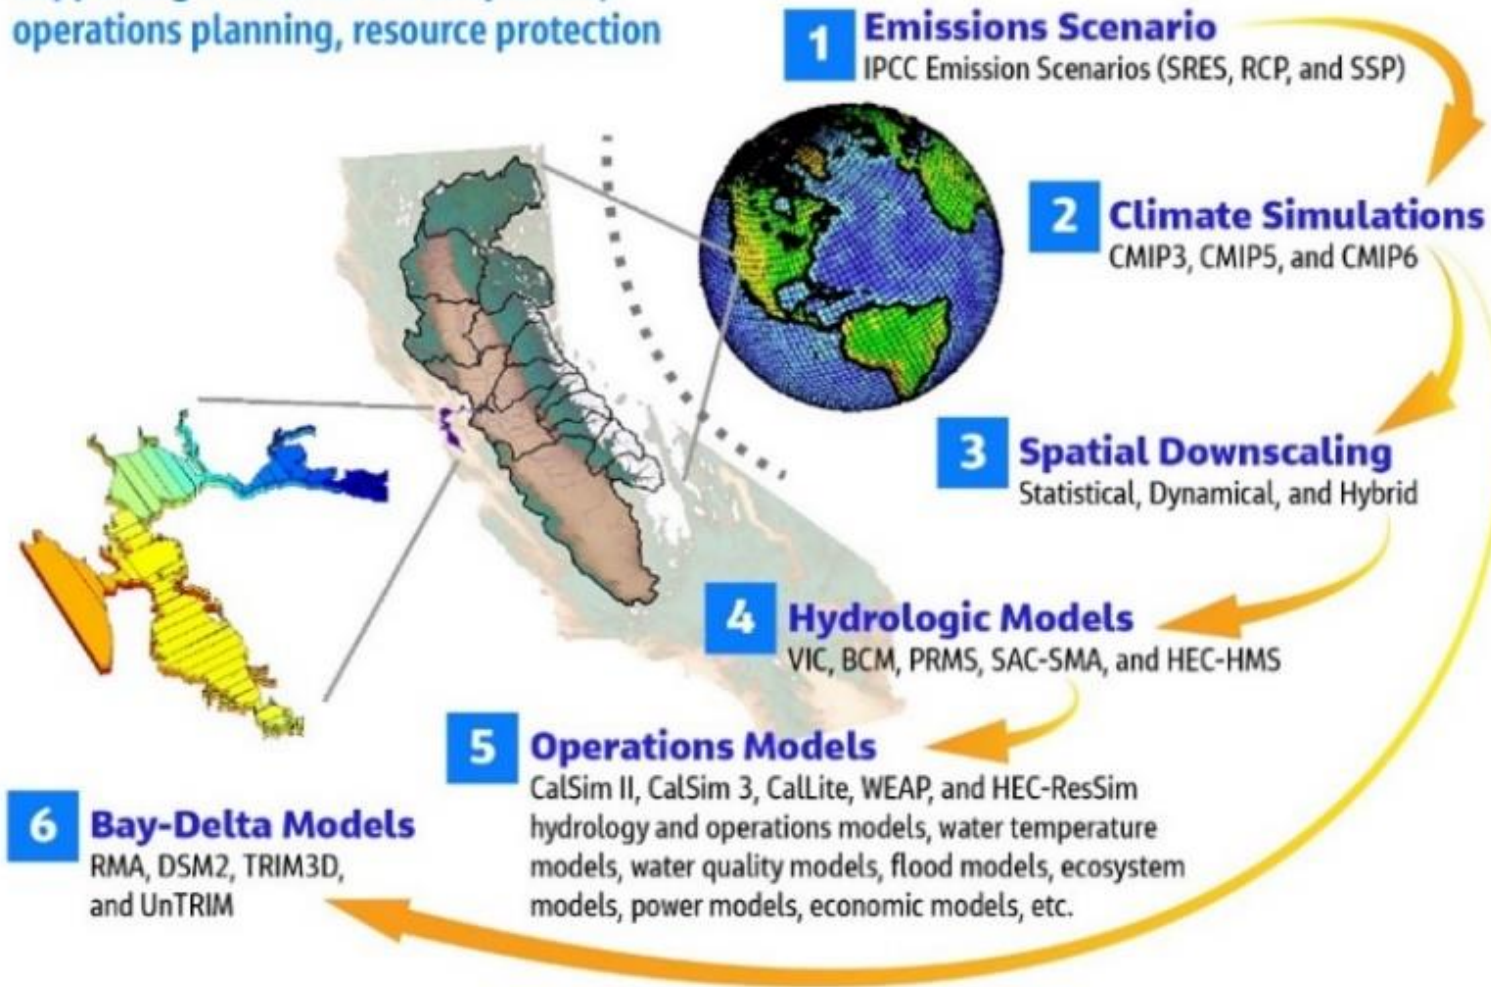 operations planning, resource protection
1 Emissions Scenario
IPCC Emission Scenarios (SRES, RCP, and SSP)
2 Climate Simulations
CMIP3, CMIP5, and CMIP6
3 Spatial Downscaling
Statistical, Dynamical, and Hybrid
4 Hydrologic Models
VIC, BCM, PRMS, SAC-SMA, and HEC-HMS
5 Operations Models
CalSim II, CalSim 3, CalLite, WEAP, and HEC-ResSim
hydrology and operations models, water temperature
models, water quality models, flood models, ecosystem
models, power models, economic models, etc.
6 Bay-Delta Models
RMA, DSM2, TRIM3D,
and UnTRIM